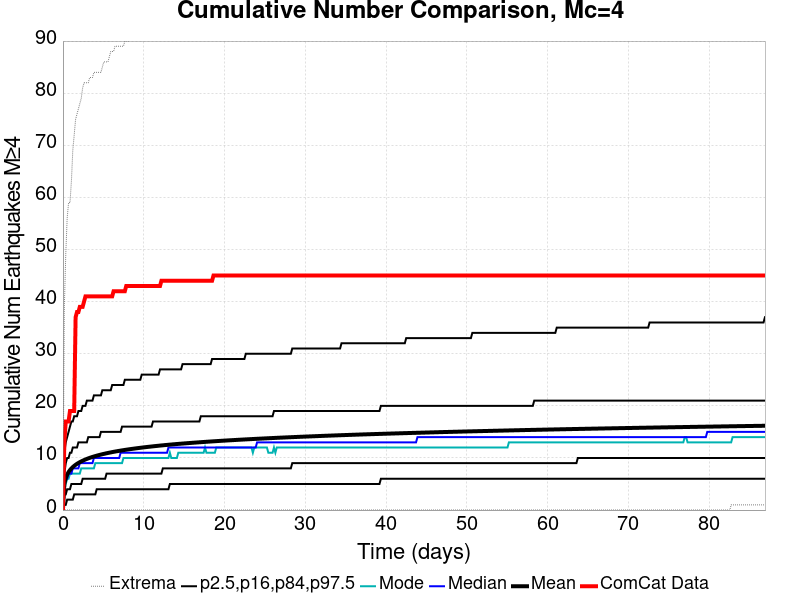 Cumulative Number Comparison, Mc=4
Cumulative Num Earthquakes M≥4
90
80
70
60
50
40
30
20
10
0
0 10 20 30 40 50 60 70 80
Time (days)
Extrema p2.5,p16,p84,p97.5 Mode Median Mean ComCat Data